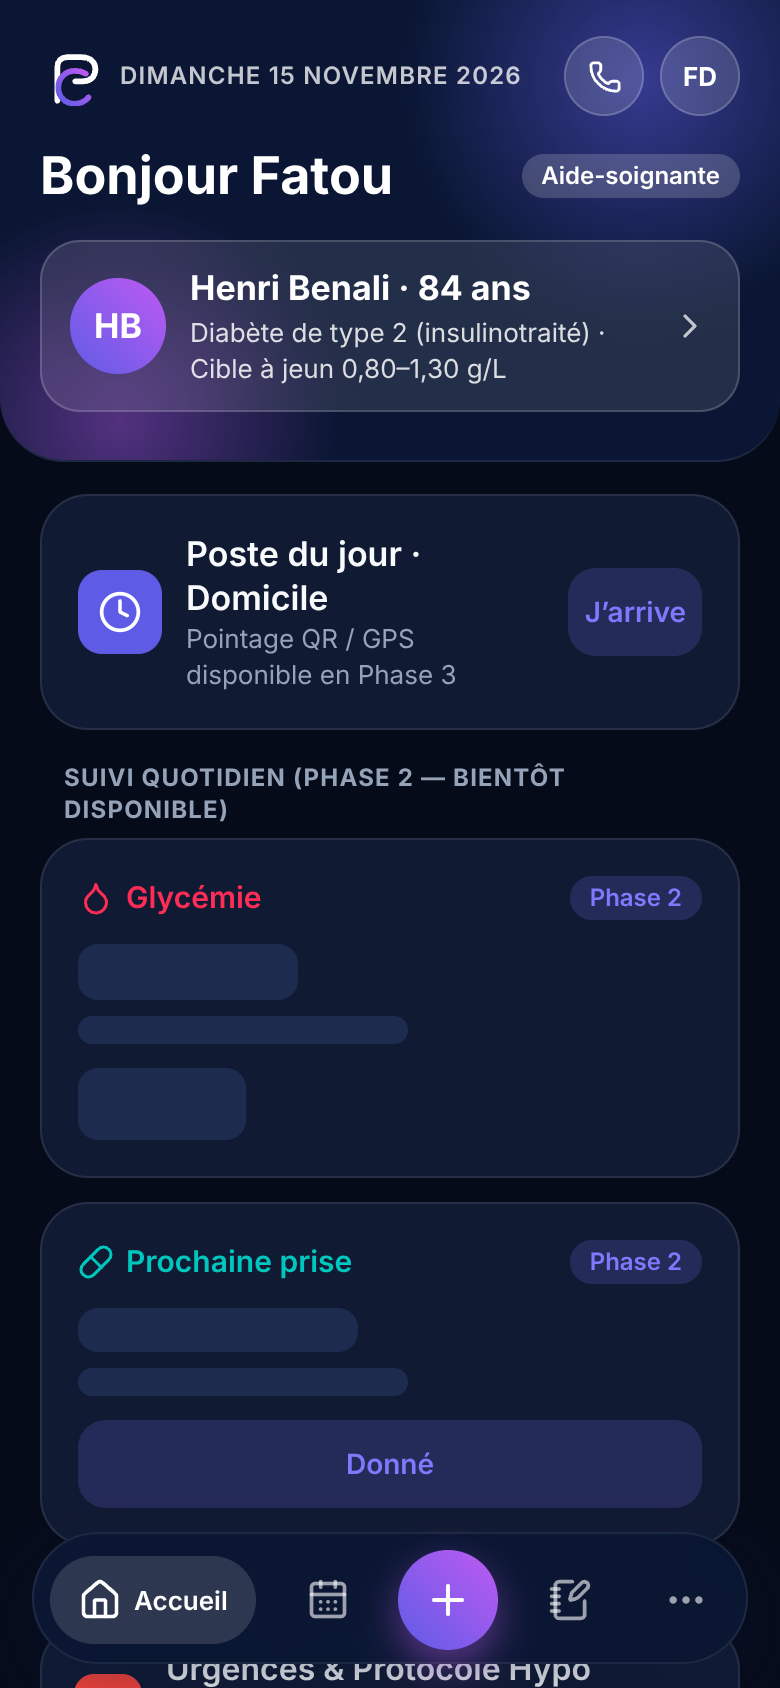 DIMANCHE 15 NOVEMBRE 2026
FD
Bonjour Fatou
Aide-soignante
HB
Henri Benali · 84 ans
Diabète de type 2 (insulinotraité) ·
Cible à jeun 0,80–1,30 g/L
Poste du jour ·
Domicile
Pointage QR / GPS
disponible en Phase 3
J’arrive
SUIVI QUOTIDIEN (PHASE 2 — BIENTÔT
DISPONIBLE)
Glycémie
Phase 2
Prochaine prise
Phase 2
Donné
Accueil
Urgences & Protocole Hypo